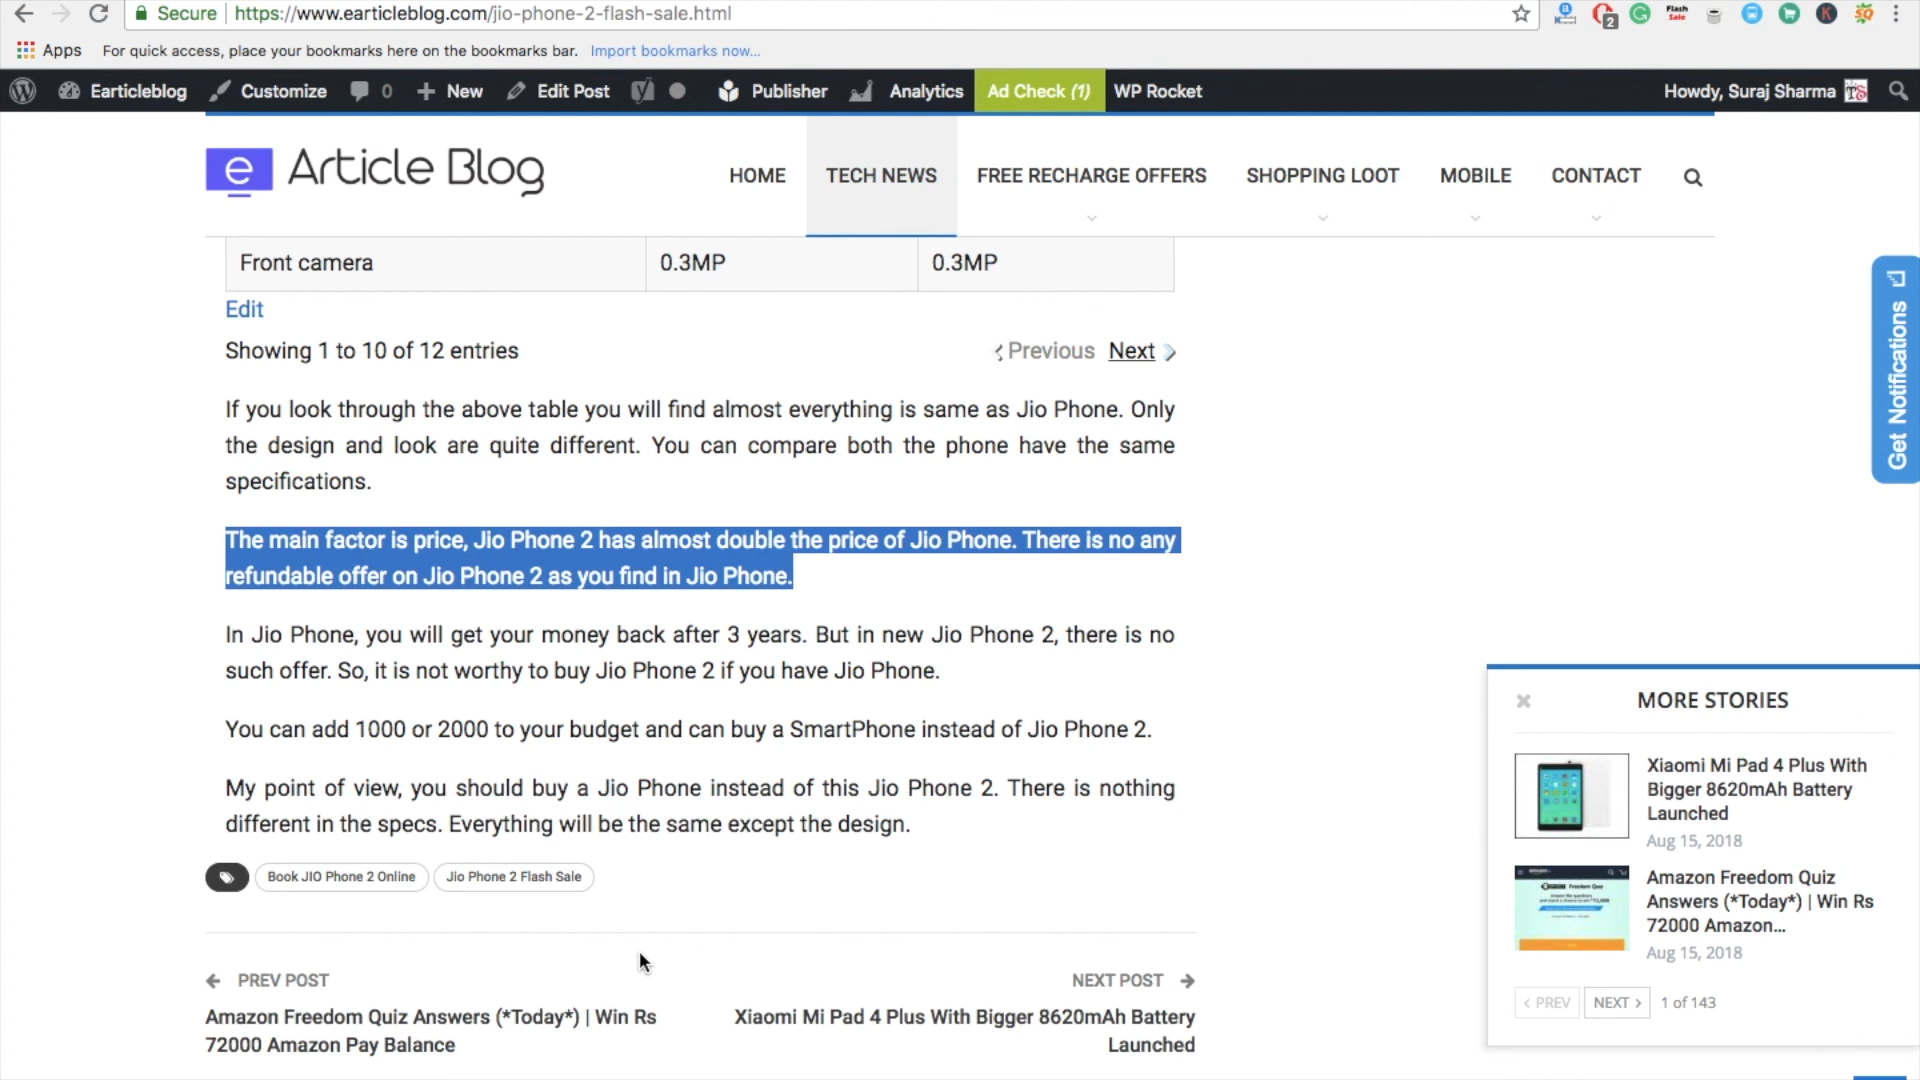 Secure https://www.earticleblog.com/jio-phone-2-flash-sale.html
Apps For quick access, place your bookmarks here on the bookmarks bar. Import bookmarks now...
Earticleblog Customize 0 New Edit Post Publisher Analytics Ad Check (1) WP Rocket Howdy, Suraj Sharma
e Article Blog
HOME TECH NEWS FREE RECHARGE OFFERS SHOPPING LOOT MOBILE CONTACT
Front camera 0.3MP 0.3MP
Edit
Showing 1 to 10 of 12 entries
Previous Next
If you look through the above table you will find almost everything is same as Jio Phone. Only
the design and look are quite different. You can compare both the phone have the same
specifications.
The main factor is price, Jio Phone 2 has almost double the price of Jio Phone. There is no any
refundable offer on Jio Phone 2 as you find in Jio Phone.
In Jio Phone, you will get your money back after 3 years. But in new Jio Phone 2, there is no
such offer. So, it is not worthy to buy Jio Phone 2 if you have Jio Phone.
You can add 1000 or 2000 to your budget and can buy a SmartPhone instead of Jio Phone 2.
My point of view, you should buy a Jio Phone instead of this Jio Phone 2. There is nothing
different in the specs. Everything will be the same except the design.
Book JIO Phone 2 Online Jio Phone 2 Flash Sale
PREV POST
Amazon Freedom Quiz Answers (*Today*) | Win Rs
72000 Amazon Pay Balance
NEXT POST
Xiaomi Mi Pad 4 Plus With Bigger 8620mAh Battery
Launched
Get Notifications
MORE STORIES
Xiaomi Mi Pad 4 Plus With
Bigger 8620mAh Battery
Launched
Aug 15, 2018
Amazon Freedom Quiz
Answers (*Today*) | Win Rs
72000 Amazon...
Aug 15, 2018
PREV NEXT 1 of 143